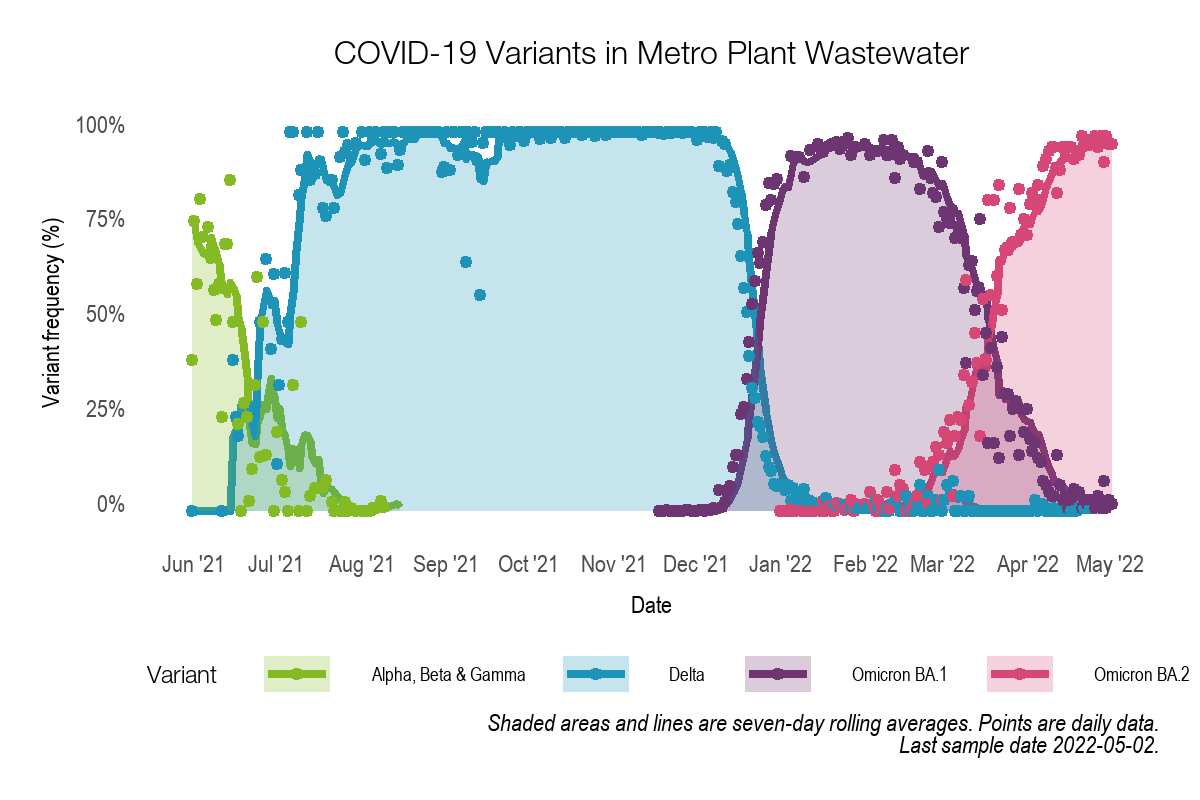 COVID-19 Variants in Metro Plant Wastewater
100%
75%
50%
25%
0%
Variant frequency (%)
Jun '21 Jul '21 Aug '21 Sep '21 Oct '21 Nov '21 Dec '21 Jan '22 Feb '22 Mar '22 Apr '22 May '22
Date
Variant Alpha, Beta & Gamma Delta Omicron BA.1 Omicron BA.2
Shaded areas and lines are seven-day rolling averages. Points are daily data.
Last sample date 2022-05-02.